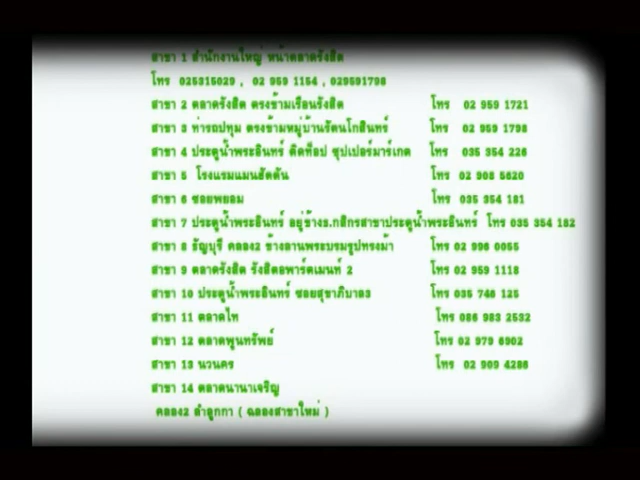 สาขา 1 สำนักงานใหญ่ หน้าตลาดรังสิต
โทร 025315029 , 02 959 1154 , 029591798
สาขา 2 ตลาดรังสิต ตรงข้ามเรือนรังสิต โทร 02 959 1721
สาขา 3 ท่ารถปทุม ตรงข้ามหมู่บ้านรัตนโกสินทร์ โทร 02 959 1798
สาขา 4 ประตูน้ำพระอินทร์ ติดท็อป ซุปเปอร์มาร์เกต โทร 035 354 226
สาขา 5 โรงแรมแมนฮัตตัน โทร 02 908 5620
สาขา 6 ซอยพยอม โทร 035 354 181
สาขา 7 ประตูน้ำพระอินทร์ อยู่ข้างธ.กสิกรสาขาประตูน้ำพระอินทร์ โทร 035 354 182
สาขา 8 ธัญบุรี คลอง2 ข้างลานพระบรมรูปทรงม้า โทร 02 996 0055
สาขา 9 ตลาดรังสิต รังสิตอพาร์ตเมนท์ 2 โทร 02 959 1118
สาขา 10 ประตูน้ำพระอินทร์ ซอยสุขาภิบาล3 โทร 035 746 125
สาขา 11 ตลาดไท โทร 086 983 2532
สาขา 12 ตลาดพูนทรัพย์ โทร 02 979 6902
สาขา 13 นวนคร โทร 02 909 4286
สาขา 14 ตลาดนานาเจริญ
คลอง2 ลำลูกกา ( ฉลองสาขาใหม่ )